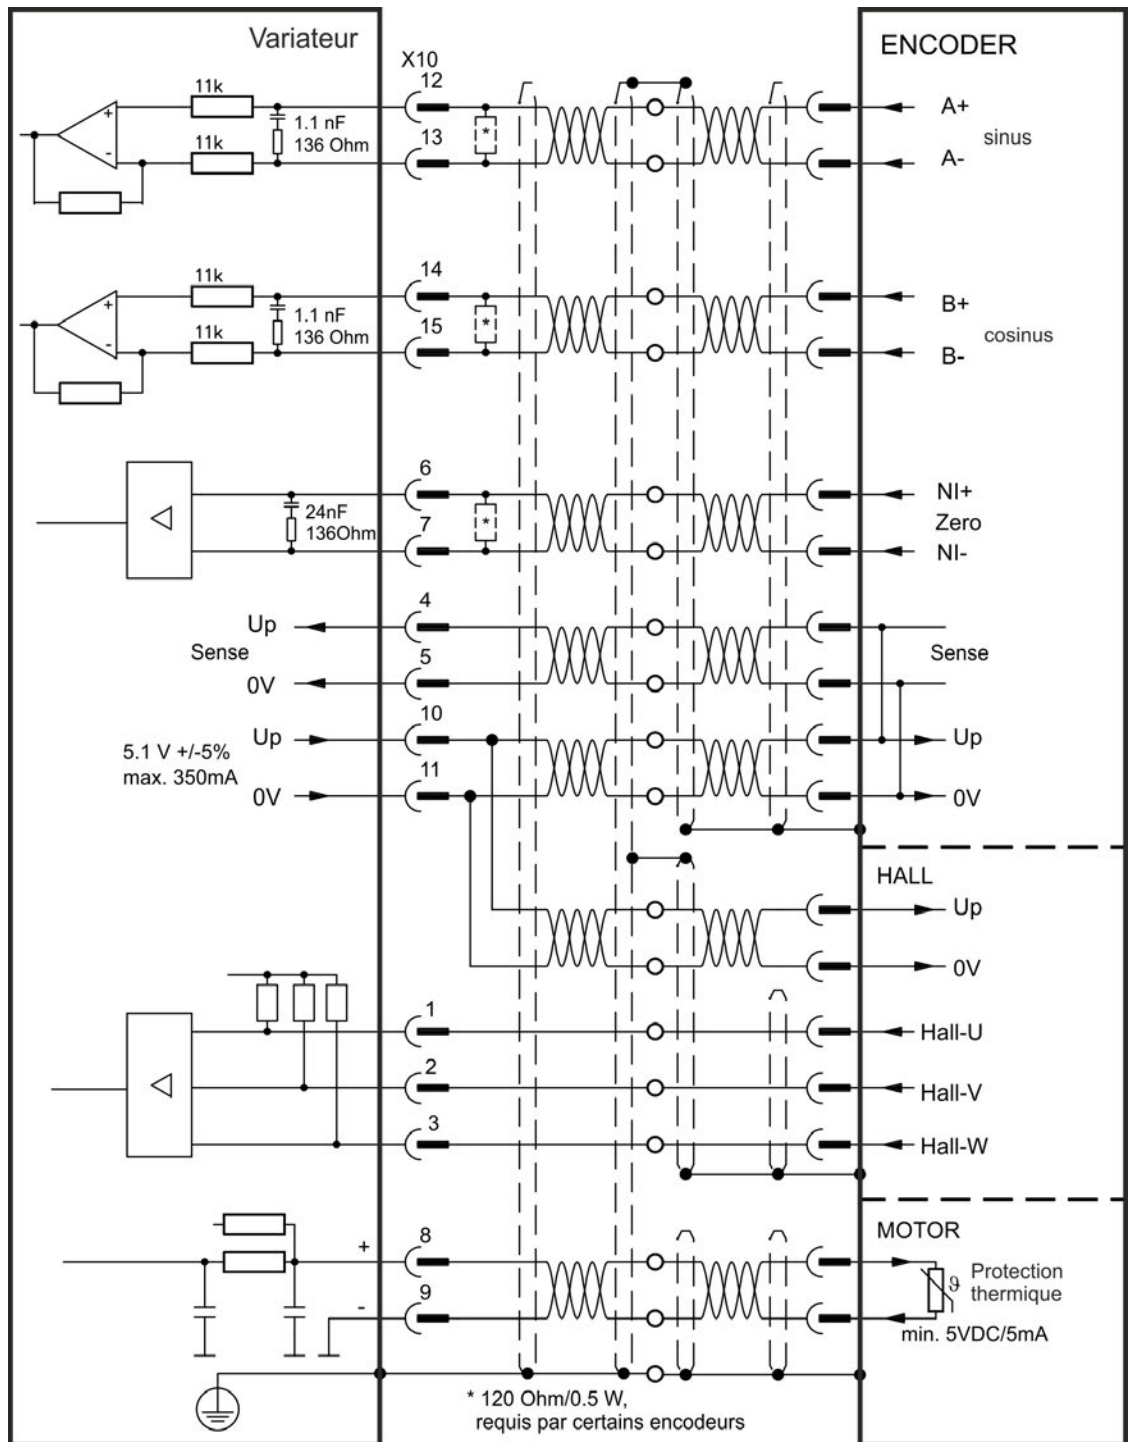 Variateur
X10
ENCODER
11k
12
A+
1.1 nF
136 Ohm
*
sinus
11k
13
A-
11k
14
B+
1.1 nF
136 Ohm
*
cosinus
11k
15
B-
6
NI+
24nF
136Ohm
*
Zero
7
NI-
Up
4
Sense
Sense
0V
5
5.1 V +/-5%
max. 350mA
Up
10
Up
0V
11
0V
HALL
Up
0V
1
Hall-U
2
Hall-V
3
Hall-W
MOTOR
+
8
ϑ
Protection
thermique
-
9
min. 5VDC/5mA
* 120 Ohm/0.5 W,
requis par certains encodeurs
+
-
+
-